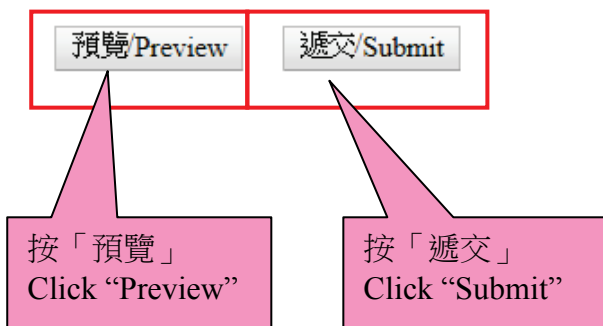 預覽/Preview 遞交/Submit
按「預覽」
Click “Preview”
按「遞交」
Click “Submit”